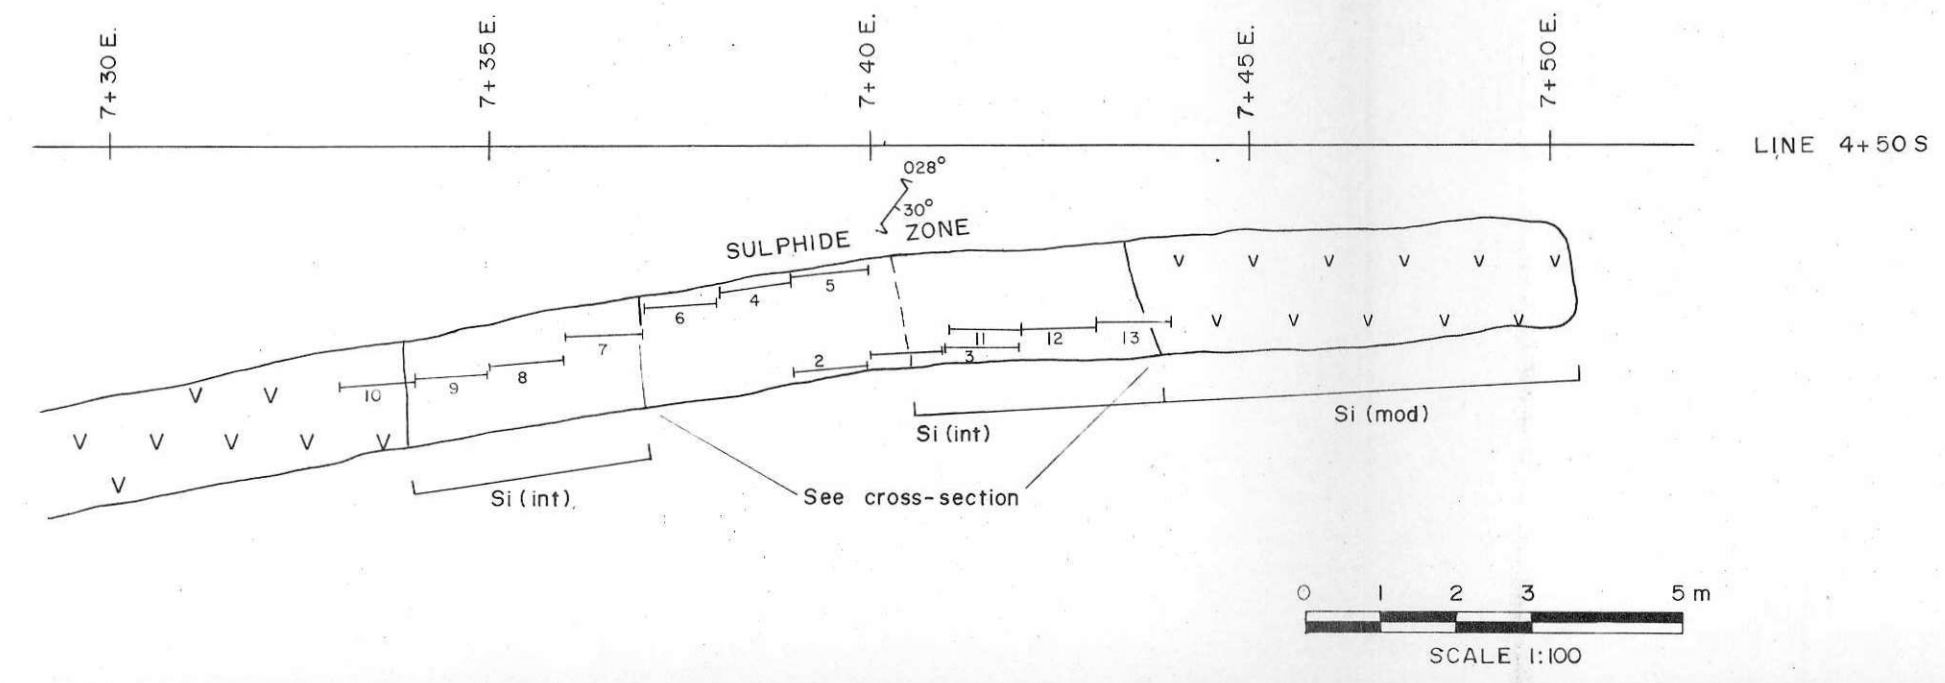 7+30 E.
7+35 E.
7+40 E.
7+45 E.
7+50 E.
LINE 4+50 S
028°
30°
SULPHIDE ZONE
V V V V V V
5
4
6
11 12 13
V V V V V
7
3
2
8
9
10
V V
V V V V V
V
Si (int)
Si (mod)
Si (int)
See cross-section
0 1 2 3 5 m
SCALE 1:100